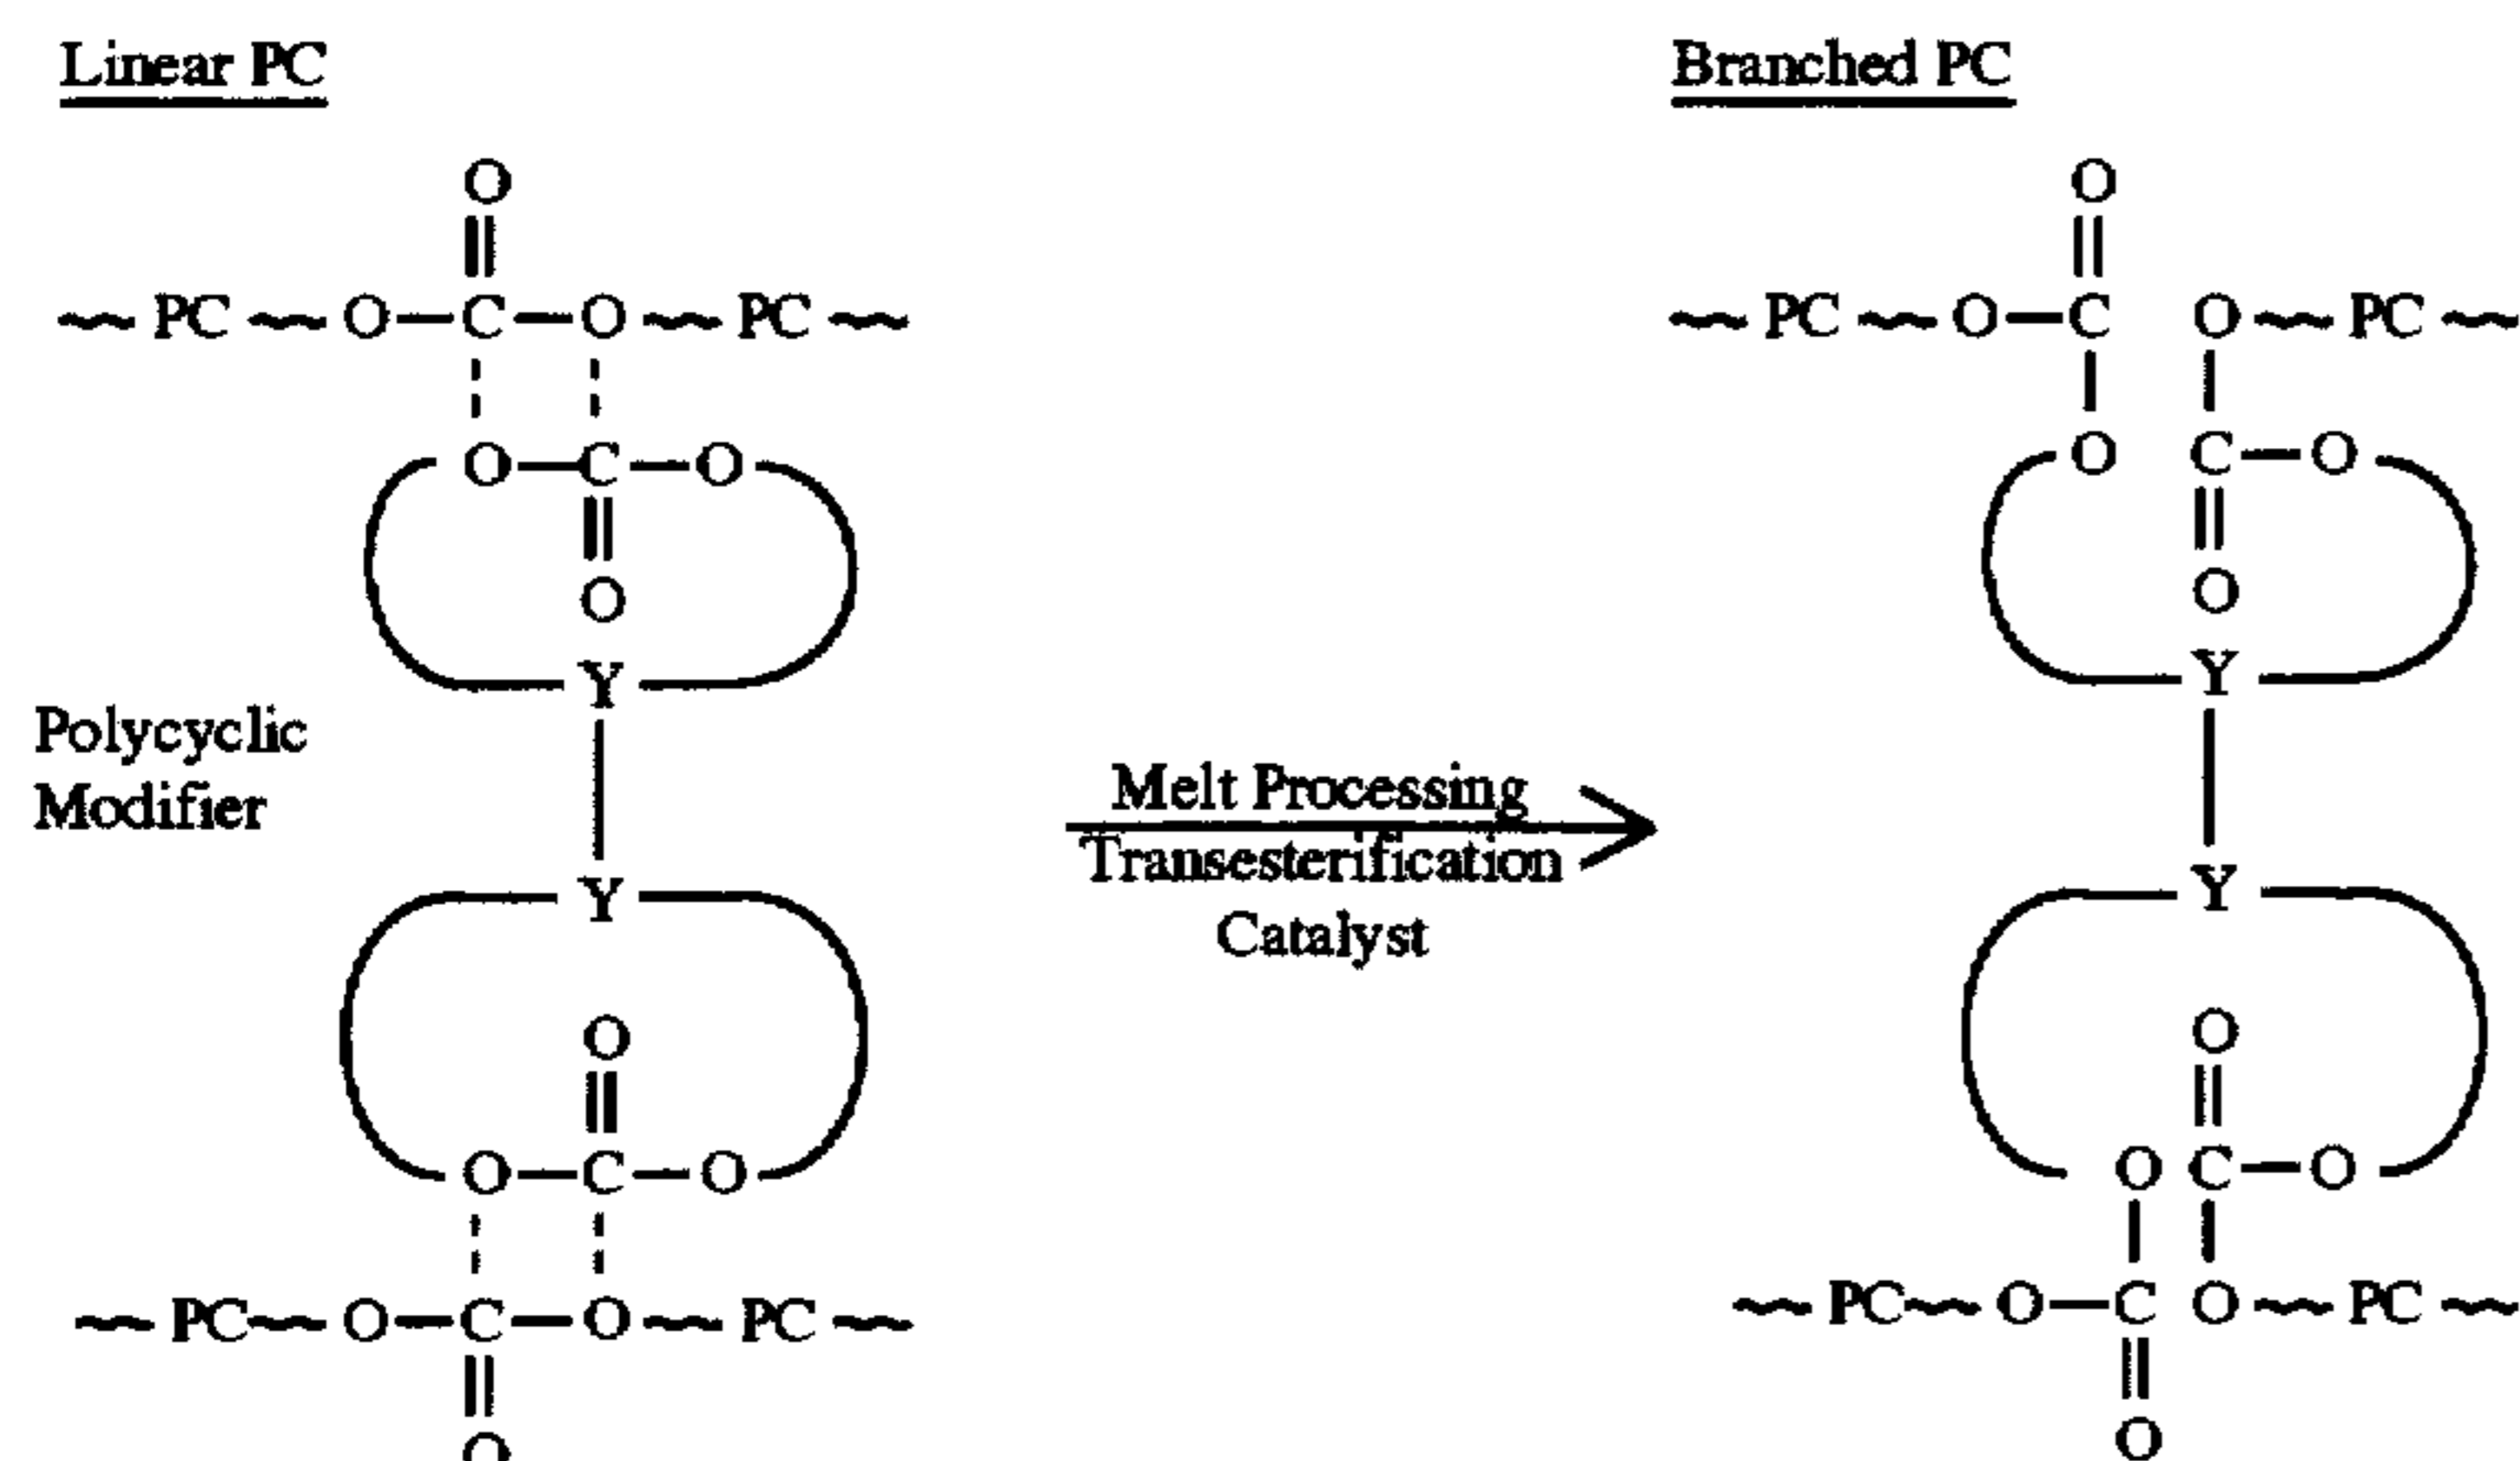 Linear PC
Branched PC
O
O
PC O C O PC
PC O C O PC
O C O
O C O
O
O
Y
Y
Polycyclic
Modifier
Melt Processing
Transesterification
Catalyst
Y
Y
O
O
O C O
O C O
PC O C O PC
PC O C O PC
O
O